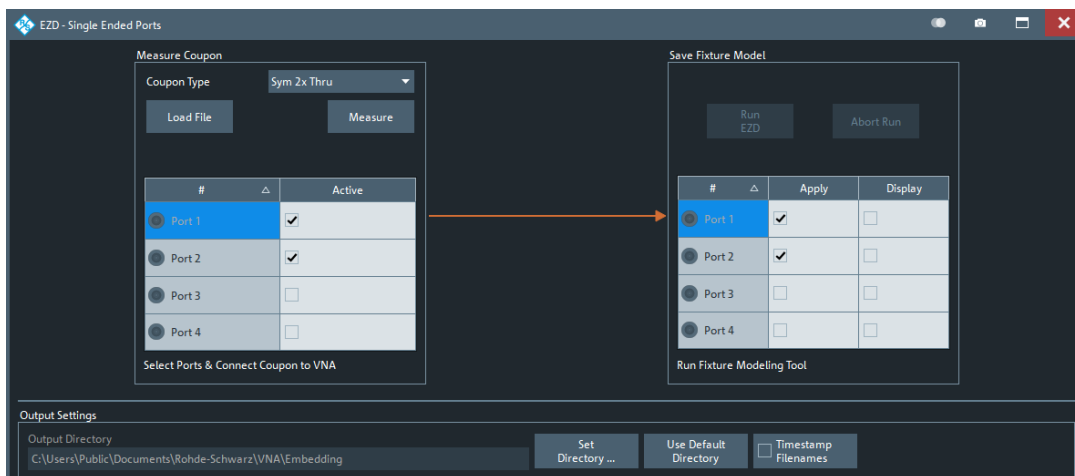 EZD - Single Ended Ports
Measure Coupon
Coupon Type
Sym 2x Thru
Load File
Measure
# Active
Port 1
Port 2
Port 3
Port 4
Select Ports & Connect Coupon to VNA
Save Fixture Model
Run
EZD
Abort Run
# Apply Display
Port 1
Port 2
Port 3
Port 4
Run Fixture Modeling Tool
Output Settings
Output Directory
C:\Users\Public\Documents\Rohde-Schwarz\VNA\Embedding
Set
Directory ...
Use Default
Directory
Timestamp
Filenames